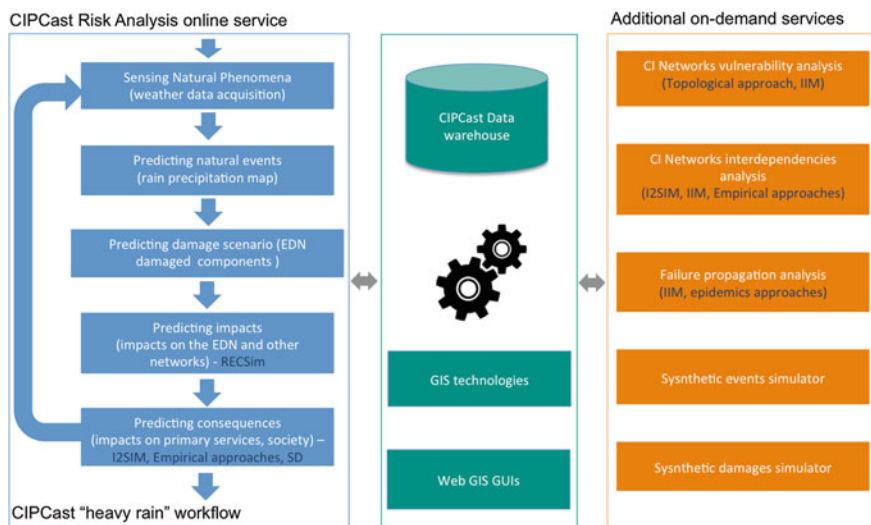 CIPCast Risk Analysis online service
Sensing Natural Phenomena
(weather data acquisition)
Predicting natural events
(rain precipitation map)
Predicting damage scenario (EDN
damaged components )
Predicting impacts
(impacts on the EDN and other
networks) - RECSim
Predicting consequences
(impacts on primary services, society) –
I2SIM, Empirical approaches, SD
CIPCast “heavy rain” workflow
CIPCast Data
warehouse
GIS technologies
Web GIS GUIs
Additional on-demand services
CI Networks vulnerability analysis
(Topological approach, IIM)
CI Networks interdependencies
analysis
(I2SIM, IIM, Empirical approaches)
Failure propagation analysis
(IIM, epidemics approaches)
Sysnthetic events simulator
Sysnthetic damages simulator